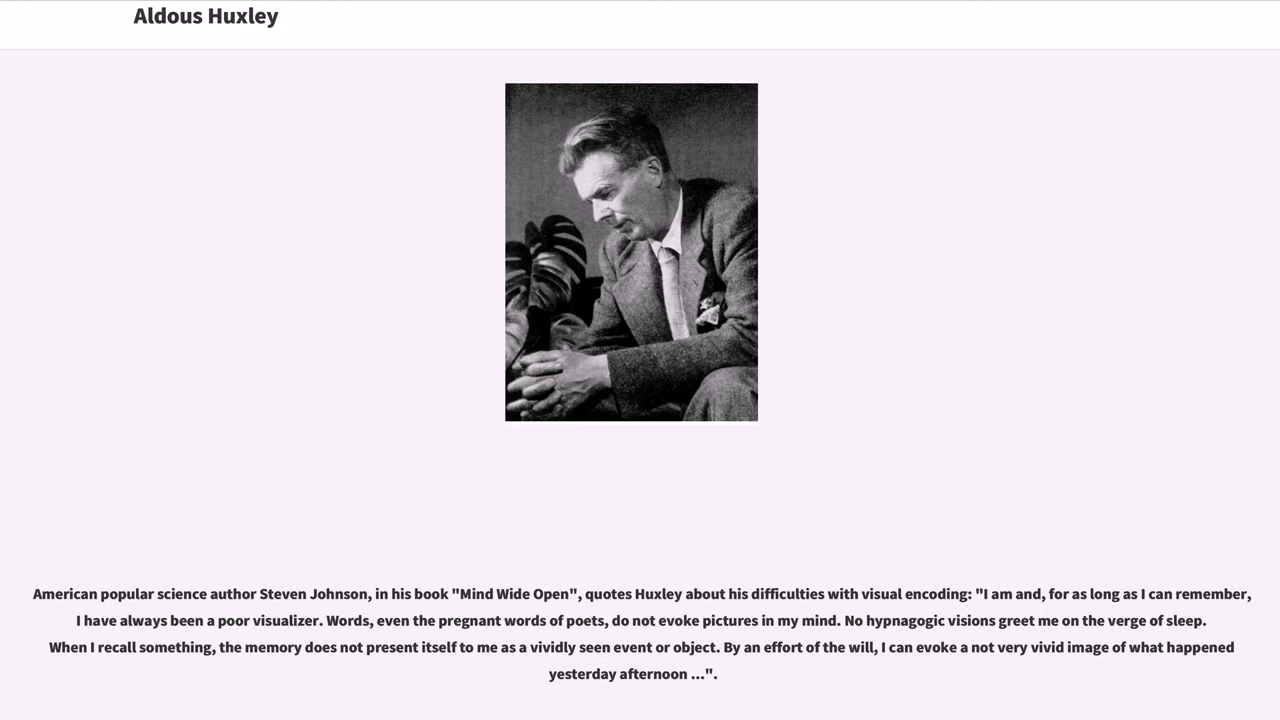 Aldous Huxley
American popular science author Steven Johnson, in his book "Mind Wide Open", quotes Huxley about his difficulties with visual encoding: "I am and, for as long as I can remember,
I have always been a poor visualizer. Words, even the pregnant words of poets, do not evoke pictures in my mind. No hypnagogic visions greet me on the verge of sleep.
When I recall something, the memory does not present itself to me as a vividly seen event or object. By an effort of the will, I can evoke a not very vivid image of what happened
yesterday afternoon ...".